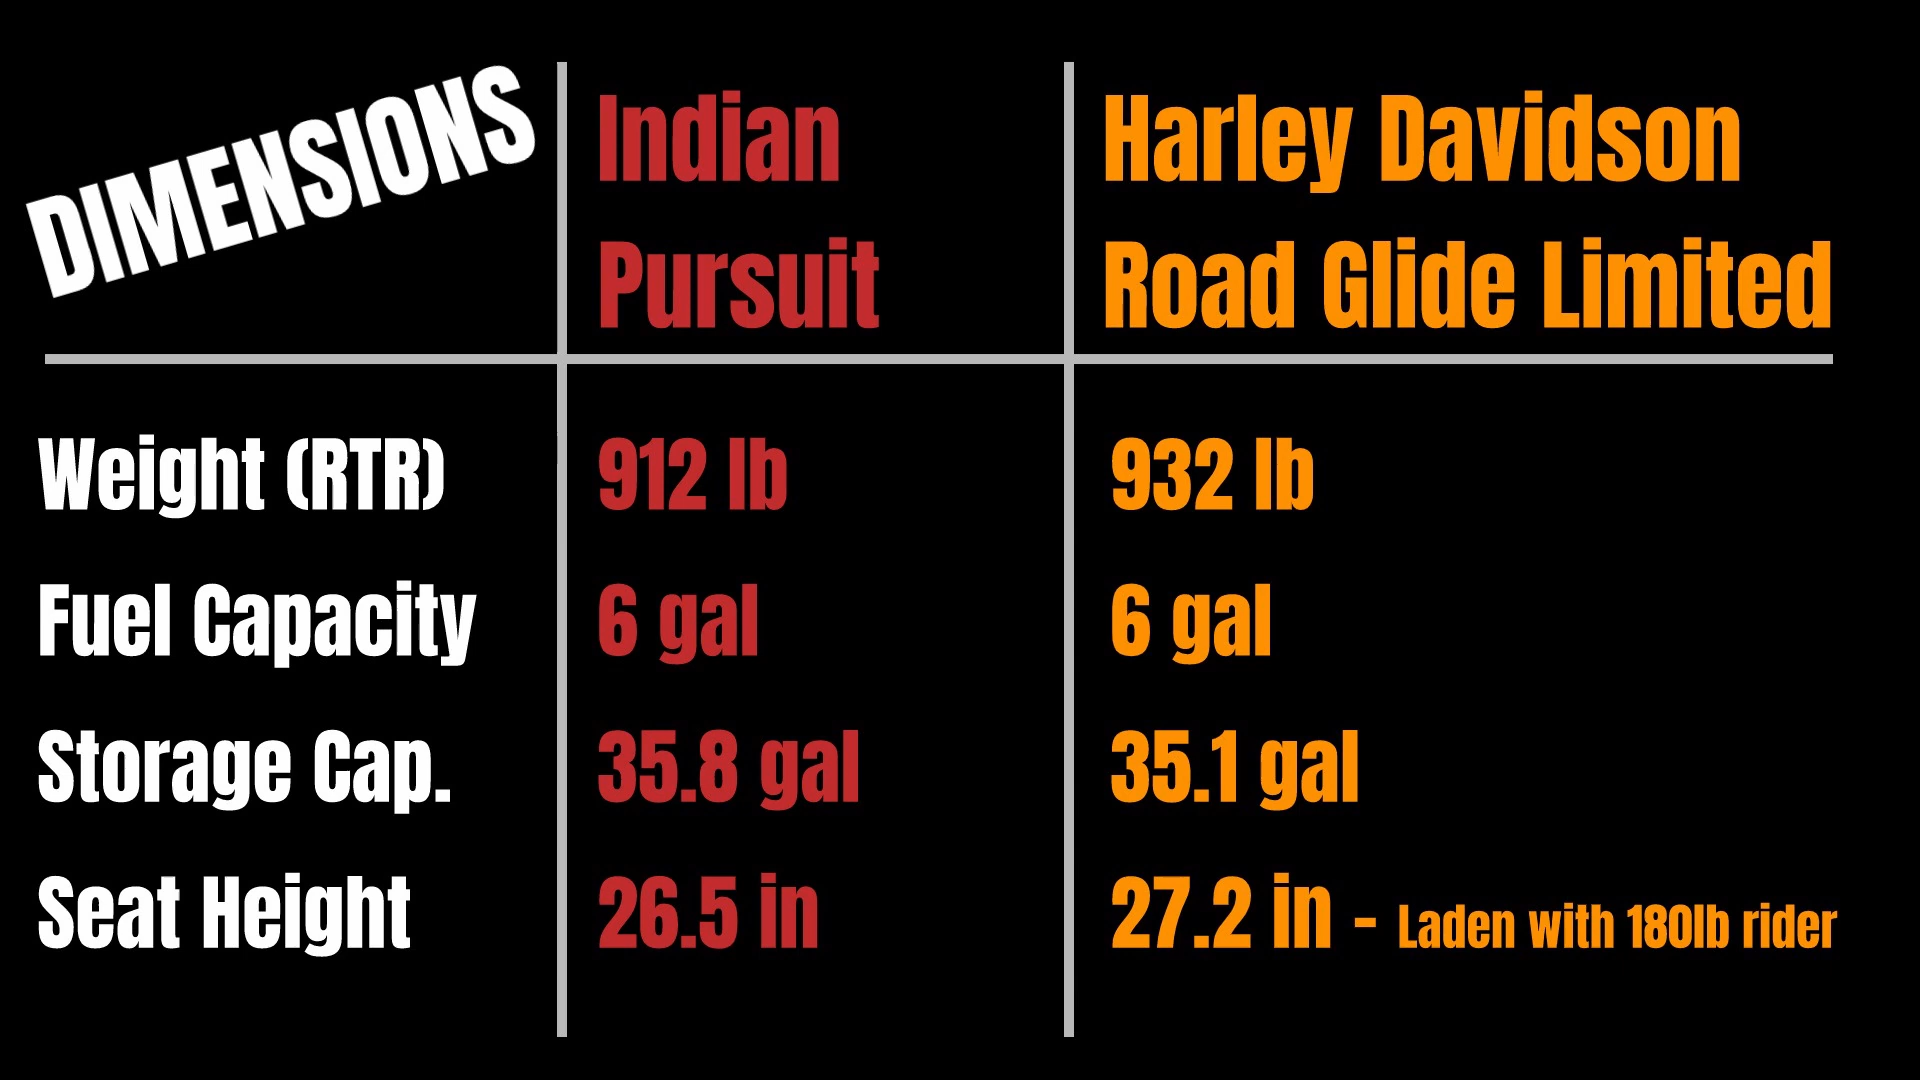 DIMENSIONS
Indian
Pursuit
Harley Davidson
Road Glide Limited
Weight (RTR) 912 lb 932 lb
Fuel Capacity 6 gal 6 gal
Storage Cap. 35.8 gal 35.1 gal
Seat Height 26.5 in 27.2 in - Laden with 180lb rider